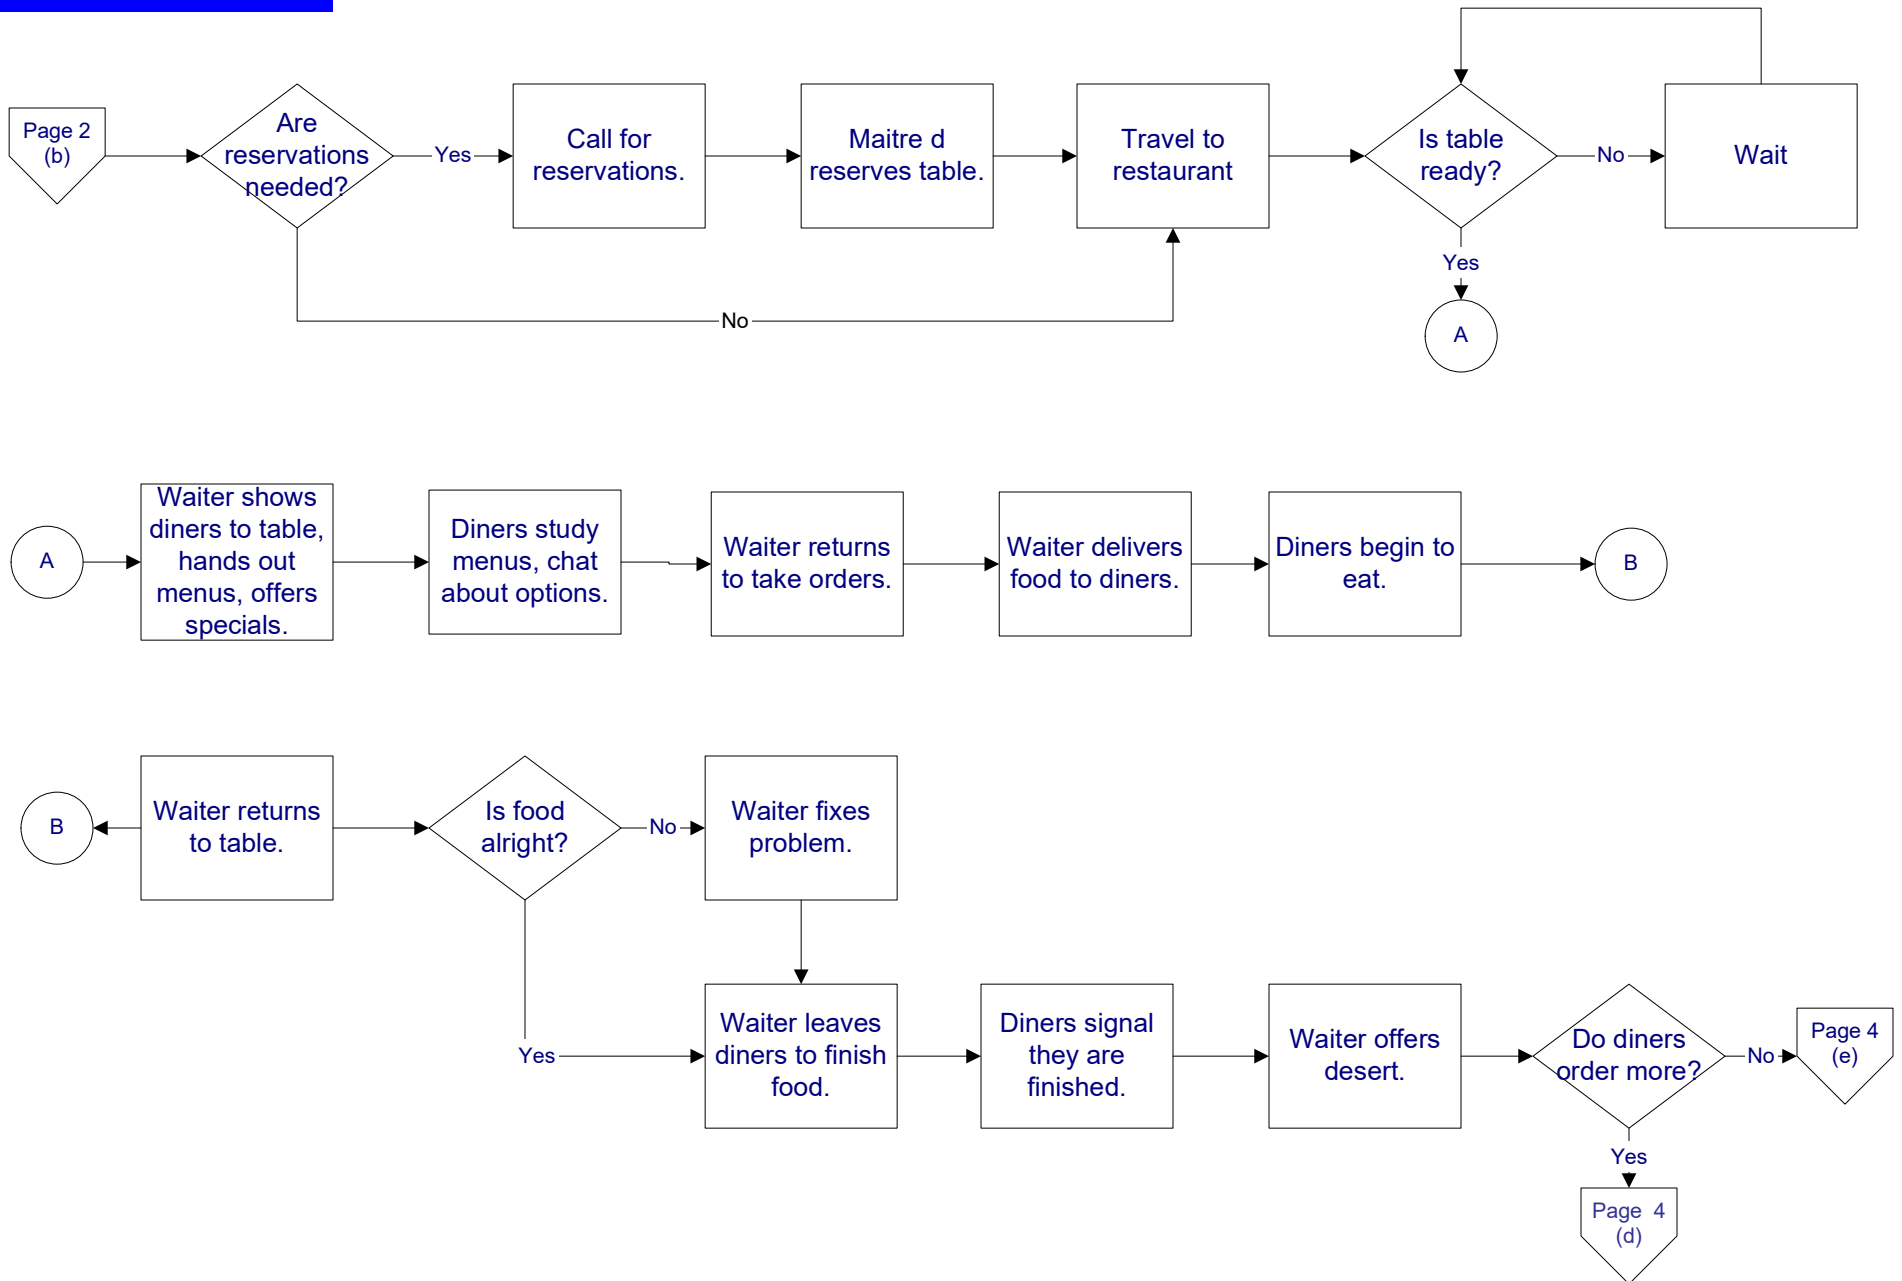 Page 2
(b)
Are
reservations
needed?
Yes
Call for
reservations.
Maitre d
reserves table.
Travel to
restaurant
Is table
ready?
No
Wait
Yes
No
A
A
Waiter shows
diners to table,
hands out
menus, offers
specials.
Diners study
menus, chat
about options.
Waiter returns
to take orders.
Waiter delivers
food to diners.
Diners begin to
eat.
B
B
Waiter returns
to table.
Is food
alright?
No
Waiter fixes
problem.
Yes
Waiter leaves
diners to finish
food.
Diners signal
they are
finished.
Waiter offers
desert.
Do diners
order more?
No
Page 4
(e)
Yes
Page 4
(d)